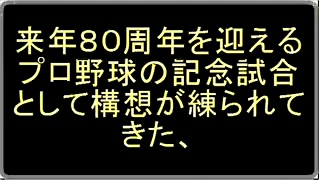 来年８０周年を迎える
プロ野球の記念試合
として構想が練られて
きた、